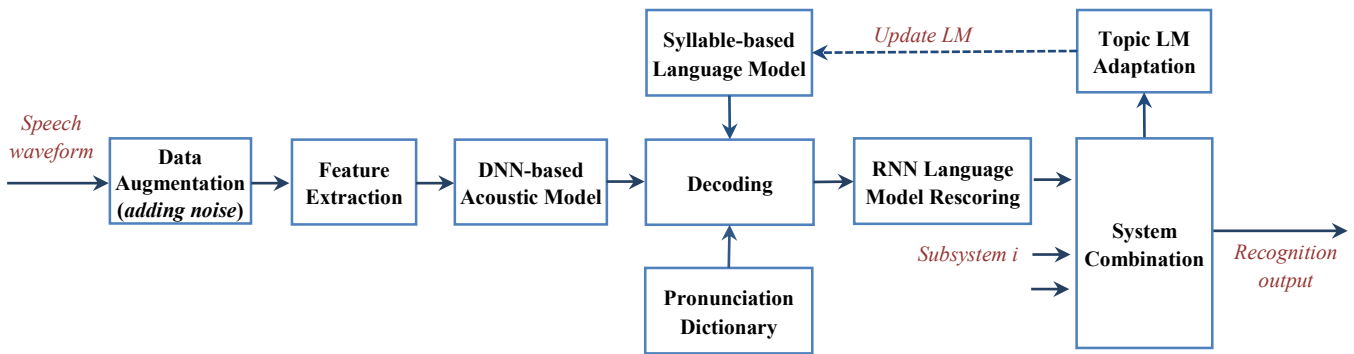 Syllable-based
Language Model
Update LM
Topic LM
Adaptation
Speech
waveform
Data
Augmentation
(adding noise)
Feature
Extraction
DNN-based
Acoustic Model
Decoding
RNN Language
Model Rescoring
Subsystem i
System
Combination
Recognition
output
Pronunciation
Dictionary